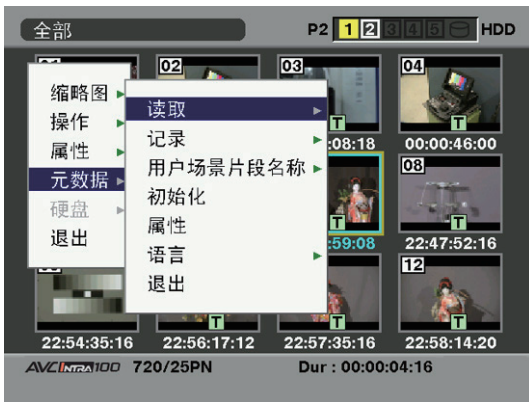 全部
P2 1 2 3 4 5 HDD
02
03
04
缩略图
操作
属性
元数据
硬盘
退出
读取
记录
用户场景片段名称
初始化
属性
语言
退出
T
:08:18
T
00:00:46:00
08
T
:59:08
T
22:47:52:16
12
22:54:35:16
T
22:56:17:12
T
22:57:35:16
T
22:58:14:20
AVC INTRA 100 720/25PN Dur : 00:00:04:16